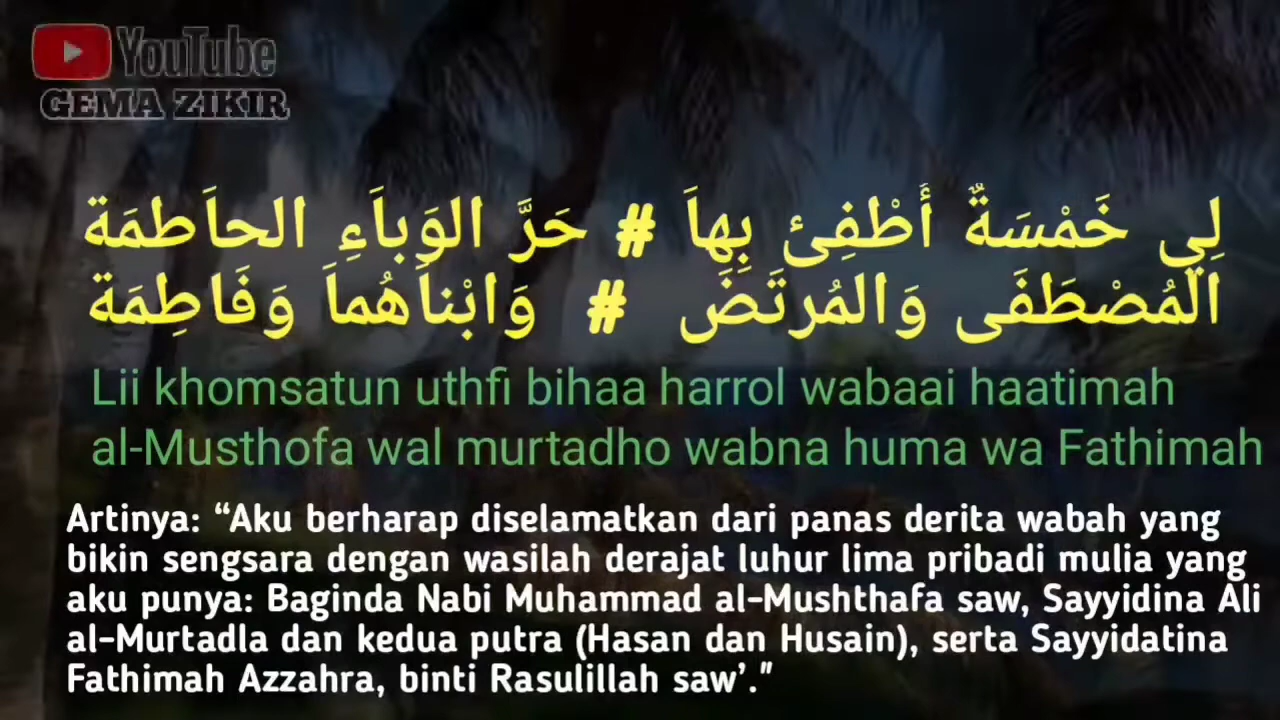 YouTube
GEMA ZIKIR
لِي خَمْسَةٌ أَطْفِئ بِهاَ # حَرَّ الوَباَءِ الحاَطمَة
اَلْمُصْطَفَى وَالمُرتَضَ # وَابْناَهُماَ وَفَاطِمَة
Lii khomsatun uthfi bihaa harrol wabaai haatimah
al-Musthofa wal murtadho wabna huma wa Fathimah
Artinya: “Aku berharap diselamatkan dari panas derita wabah yang
bikin sengsara dengan wasilah derajat luhur lima pribadi mulia yang
aku punya: Baginda Nabi Muhammad al-Mushthafa saw, Sayyidina Ali
al-Murtadla dan kedua putra (Hasan dan Husain), serta Sayyidatina
Fathimah Azzahra, binti Rasulillah saw’."